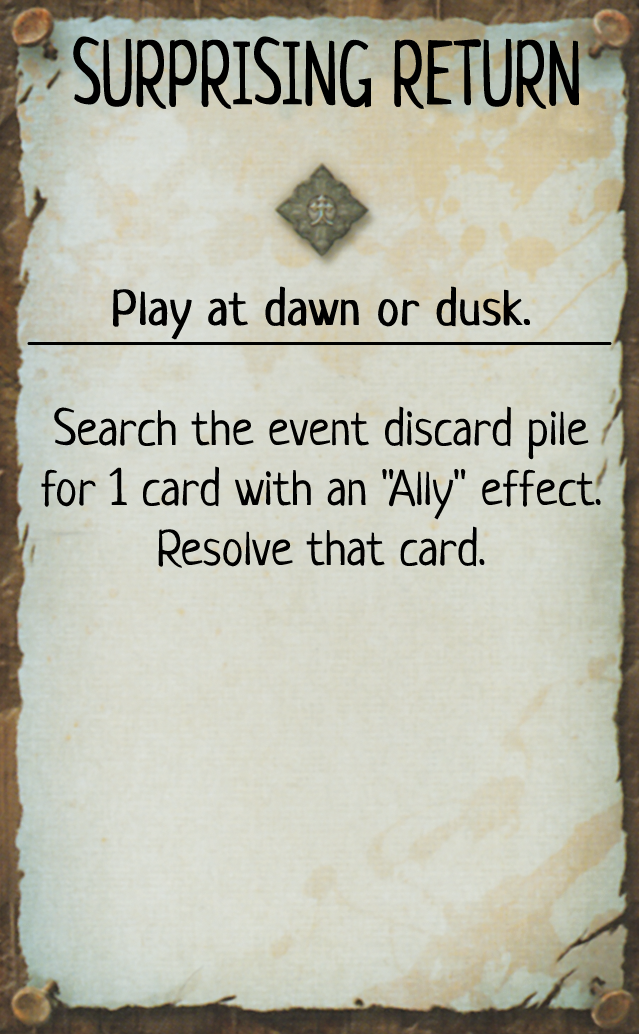 SURPRISING RETURN
Play at dawn or dusk.
Search the event discard pile
for 1 card with an "Ally" effect.
Resolve that card.